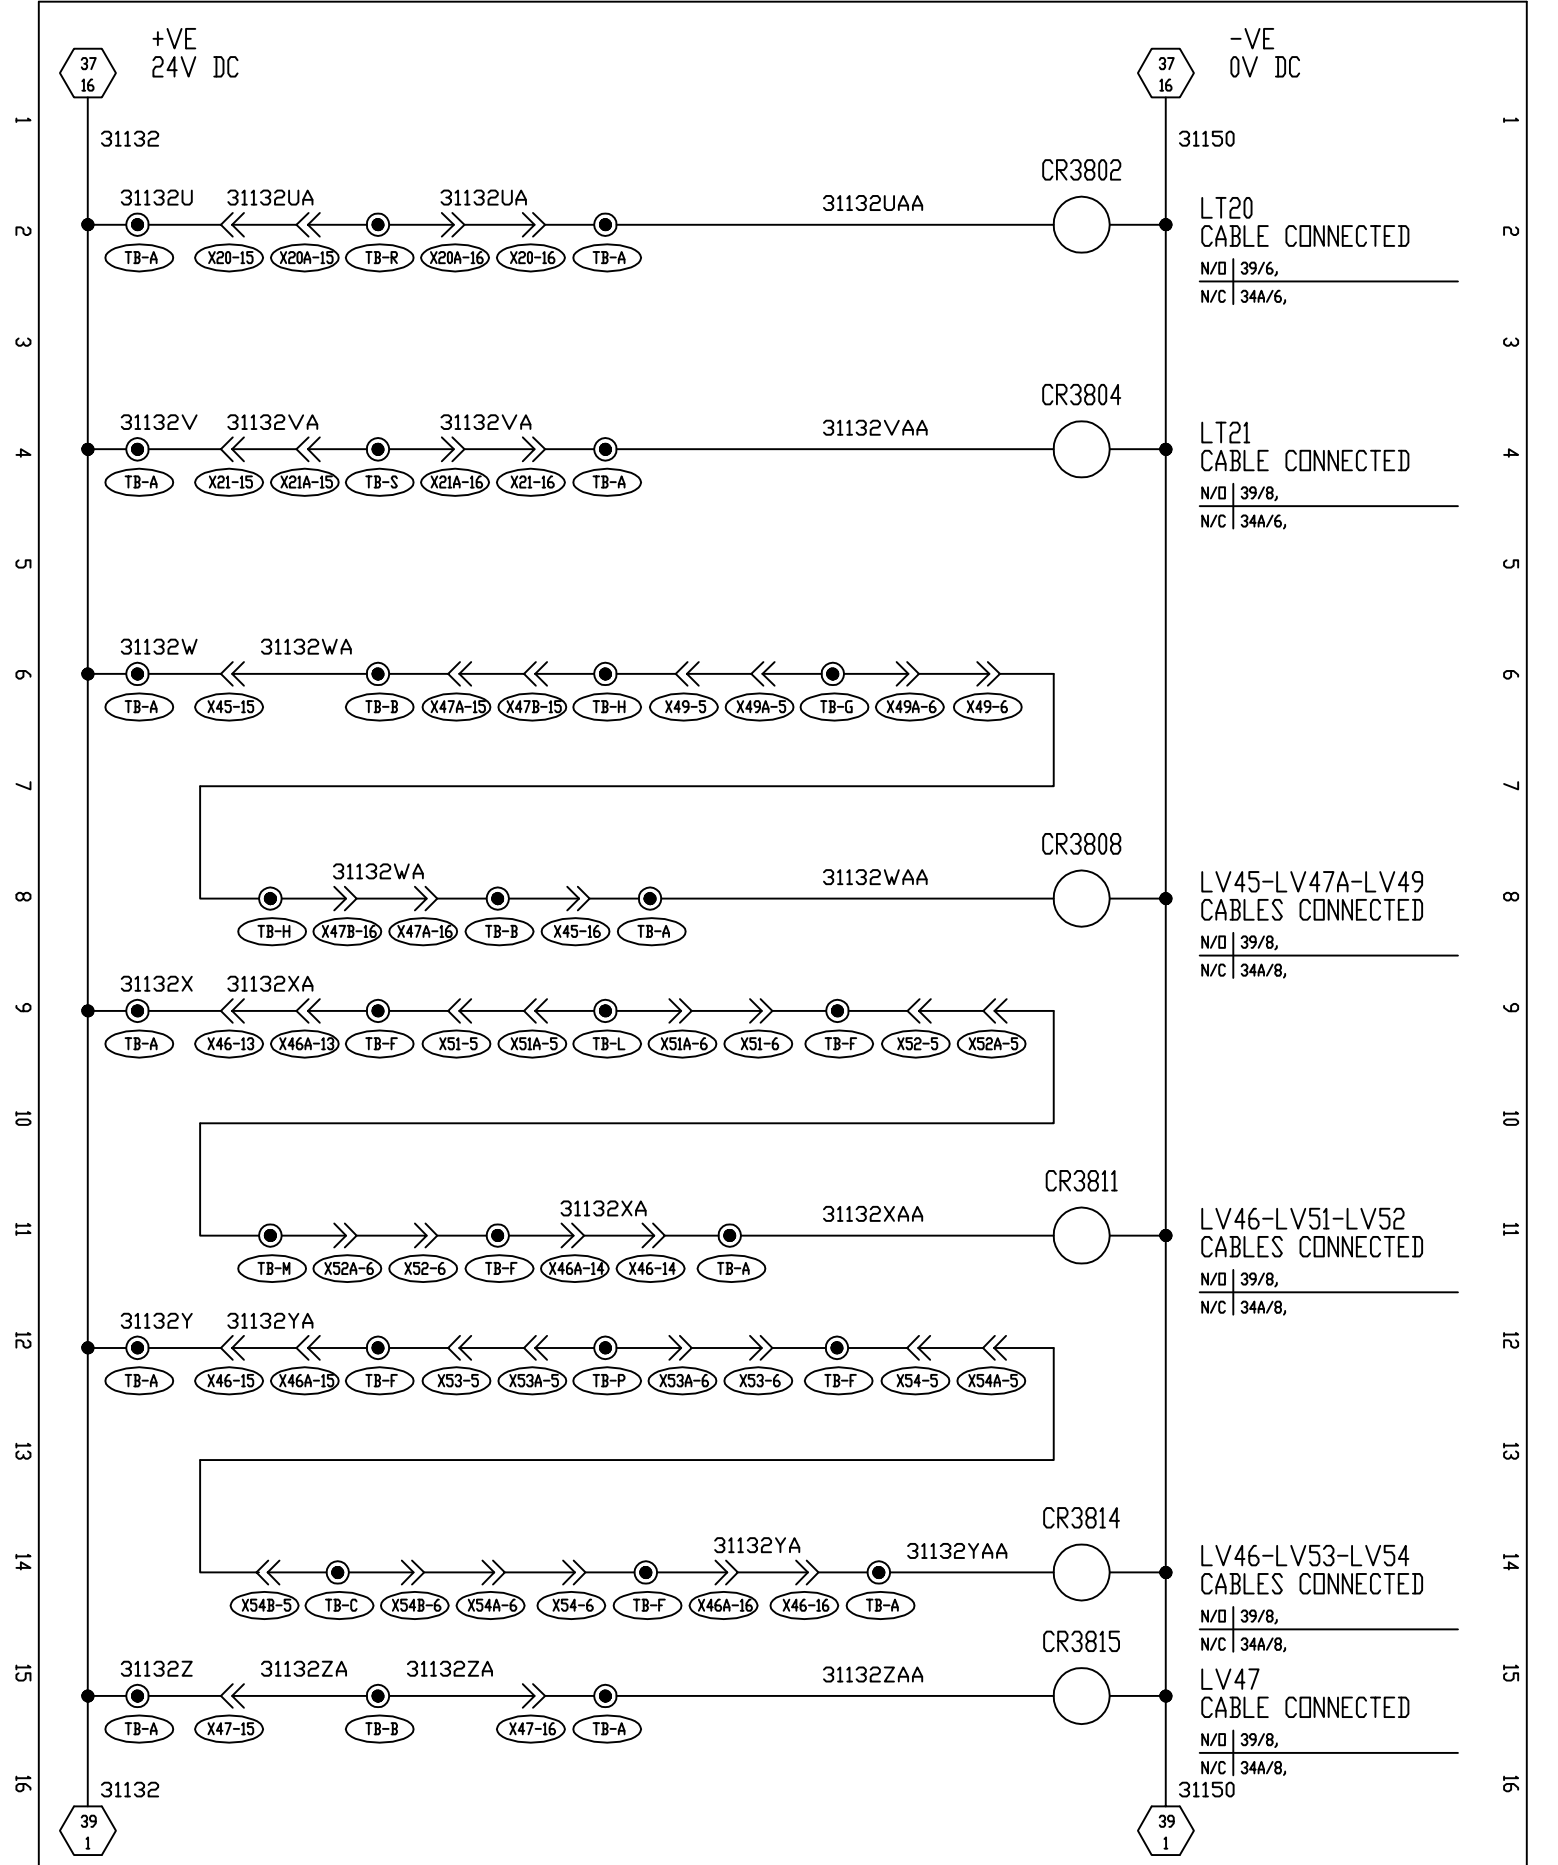 +VE
24V DC
-VE
0V DC
37
16
37
16
1
1
31132
31150
CR3802
31132U
31132UA
31132UA
31132UAA
LT20
CABLE CONNECTED
2
2
TB-A
X20-15
X20A-15
TB-R
X20A-16
X20-16
TB-A
N/O 39/6,
N/C 34A/6,
3
3
CR3804
31132V
31132VA
31132VA
31132VAA
LT21
CABLE CONNECTED
4
4
TB-A
X21-15
X21A-15
TB-S
X21A-16
X21-16
TB-A
N/O 39/8,
N/C 34A/6,
5
5
31132W
31132WA
6
6
TB-A
X45-15
TB-B
X47A-15
X47B-15
TB-H
X49-5
X49A-5
TB-G
X49A-6
X49-6
7
7
CR3808
31132WA
31132WAA
LV45-LV47A-LV49
CABLES CONNECTED
8
8
TB-H
X47B-16
X47A-16
TB-B
X45-16
TB-A
N/O 39/8,
N/C 34A/8,
31132X
31132XA
9
9
TB-A
X46-13
X46A-13
TB-F
X51-5
X51A-5
TB-L
X51A-6
X51-6
TB-F
X52-5
X52A-5
10
10
CR3811
31132XA
31132XAA
LV46-LV51-LV52
CABLES CONNECTED
11
11
TB-M
X52A-6
X52-6
TB-F
X46A-14
X46-14
TB-A
N/O 39/8,
N/C 34A/8,
31132Y
31132YA
12
12
TB-A
X46-15
X46A-15
TB-F
X53-5
X53A-5
TB-P
X53A-6
X53-6
TB-F
X54-5
X54A-5
13
13
CR3814
31132YA
31132YAA
LV46-LV53-LV54
CABLES CONNECTED
14
14
X54B-5
TB-C
X54B-6
X54A-6
X54-6
TB-F
X46A-16
X46-16
TB-A
N/O 39/8,
N/C 34A/8,
CR3815
31132Z
31132ZA
31132ZA
31132ZAA
LV47
CABLE CONNECTED
15
15
TB-A
X47-15
TB-B
X47-16
TB-A
N/O 39/8,
N/C 34A/8,
16
16
31132
31150
39
1
39
1